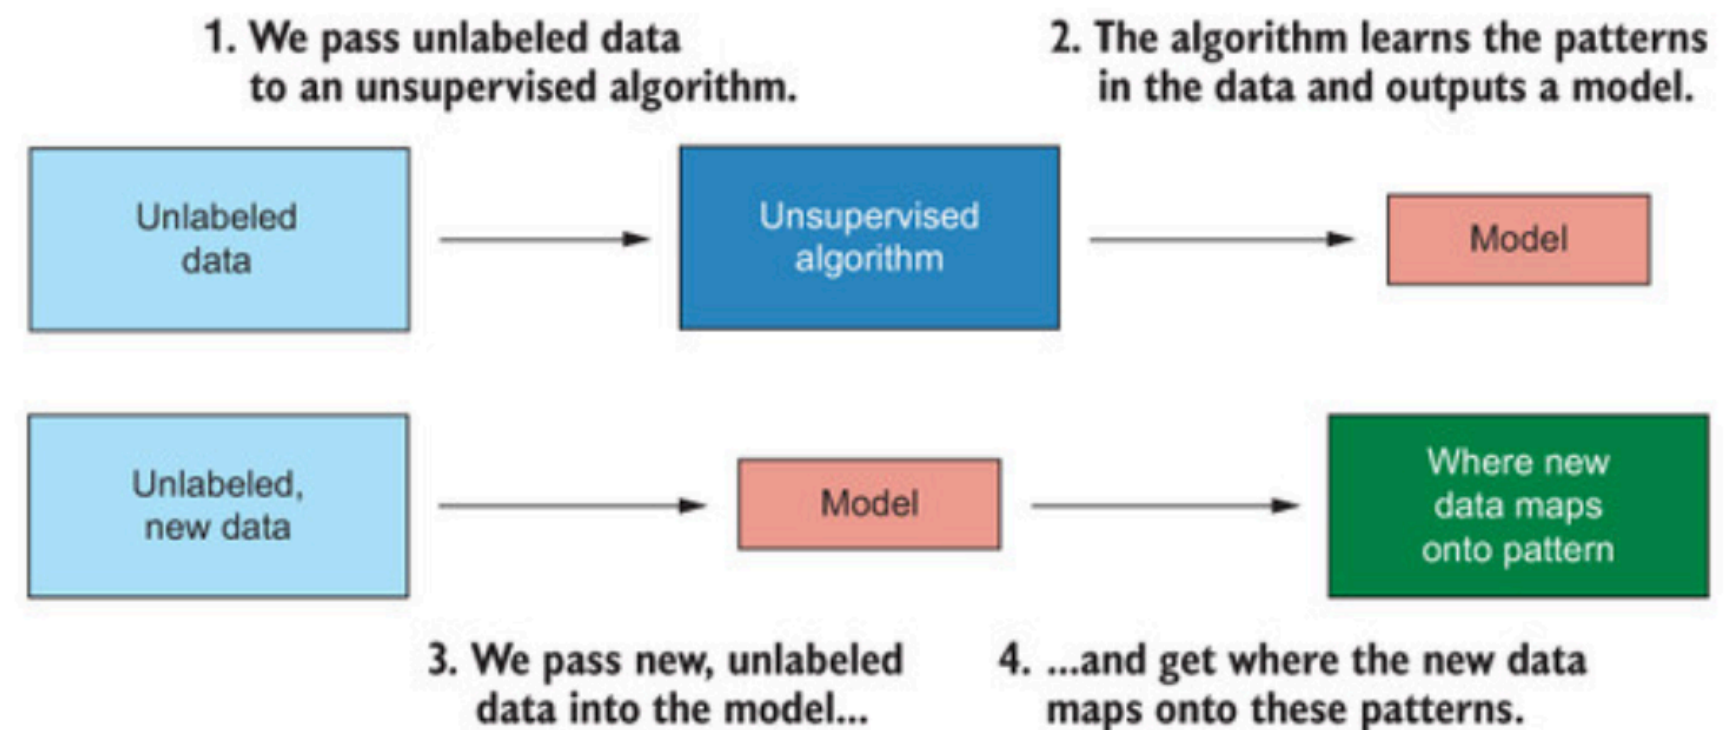 1. We pass unlabeled data
to an unsupervised algorithm.
2. The algorithm learns the patterns
in the data and outputs a model.
Unlabeled
data
Unsupervised
algorithm
Model
Unlabeled,
new data
Model
Where new
data maps
onto pattern
3. We pass new, unlabeled
data into the model...
4. ...and get where the new data
maps onto these patterns.